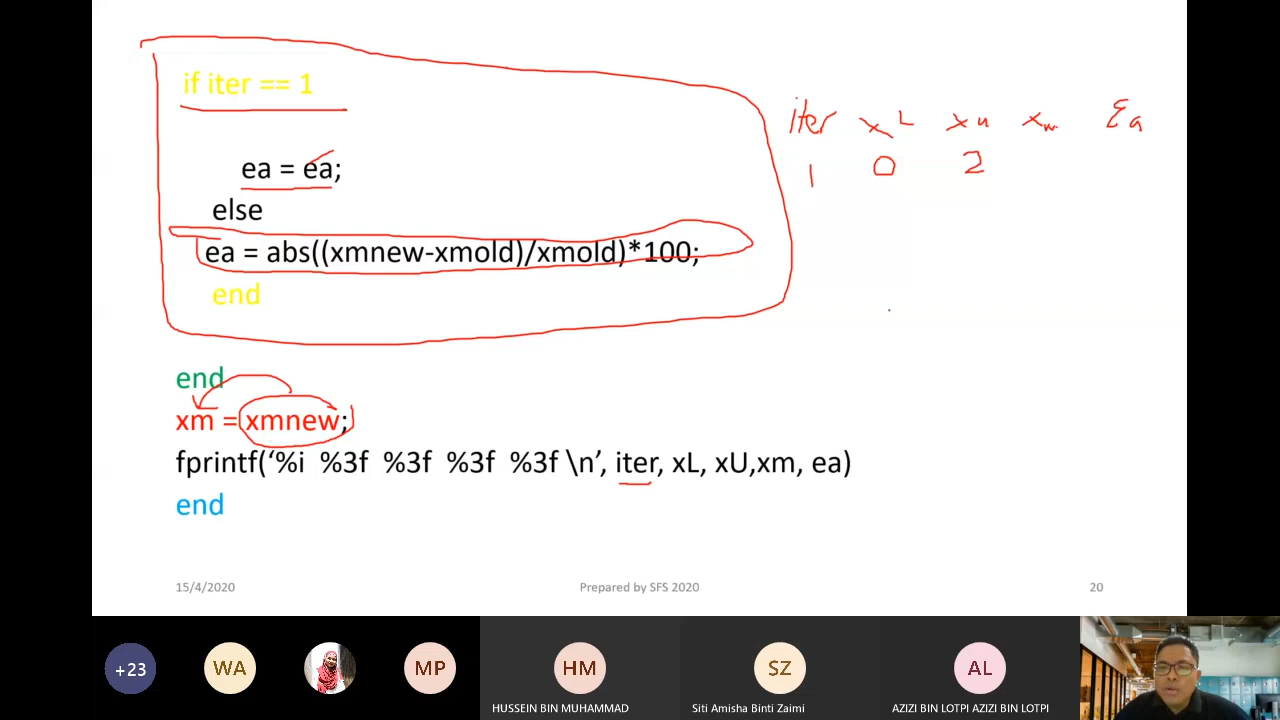 if iter == 1
iter xL xu xm Ea
ea = ea;
1 0 2
else
ea = abs((xmnew-xmold)/xmold)*100;
end
end
xm = xmnew;
fprintf(‘%i %3f %3f %3f %3f \n’, iter, xL, xU,xm, ea)
end
15/4/2020 Prepared by SFS 2020 20
+23 WA MP HM SZ AL
HUSSEIN BIN MUHAMMAD Siti Amisha Binti Zaimi AZIZI BIN LOTPI AZIZI BIN LOTPI